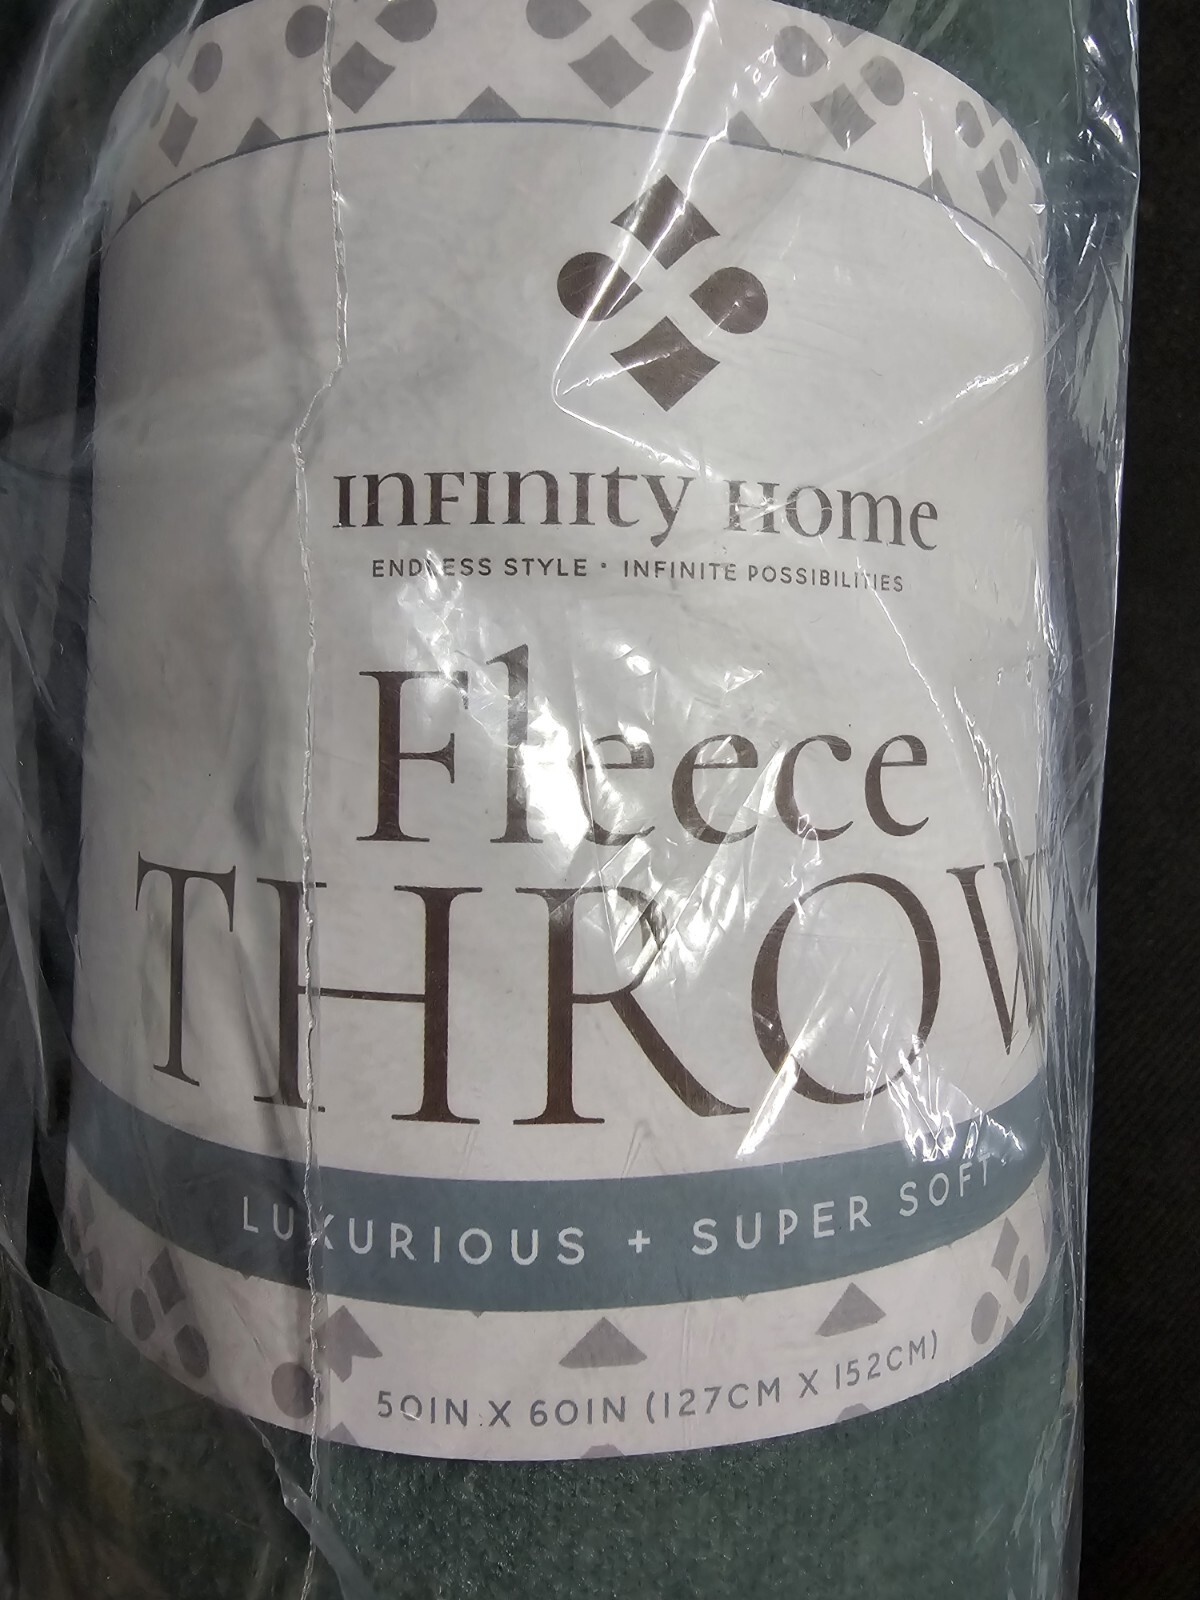 INFINITY HOME
ENDLESS STYLE • INFINITE POSSIBILITIES
Fleece
THROW
LUXURIOUS + SUPER SOFT
50IN X 60IN (127CM X 152CM)